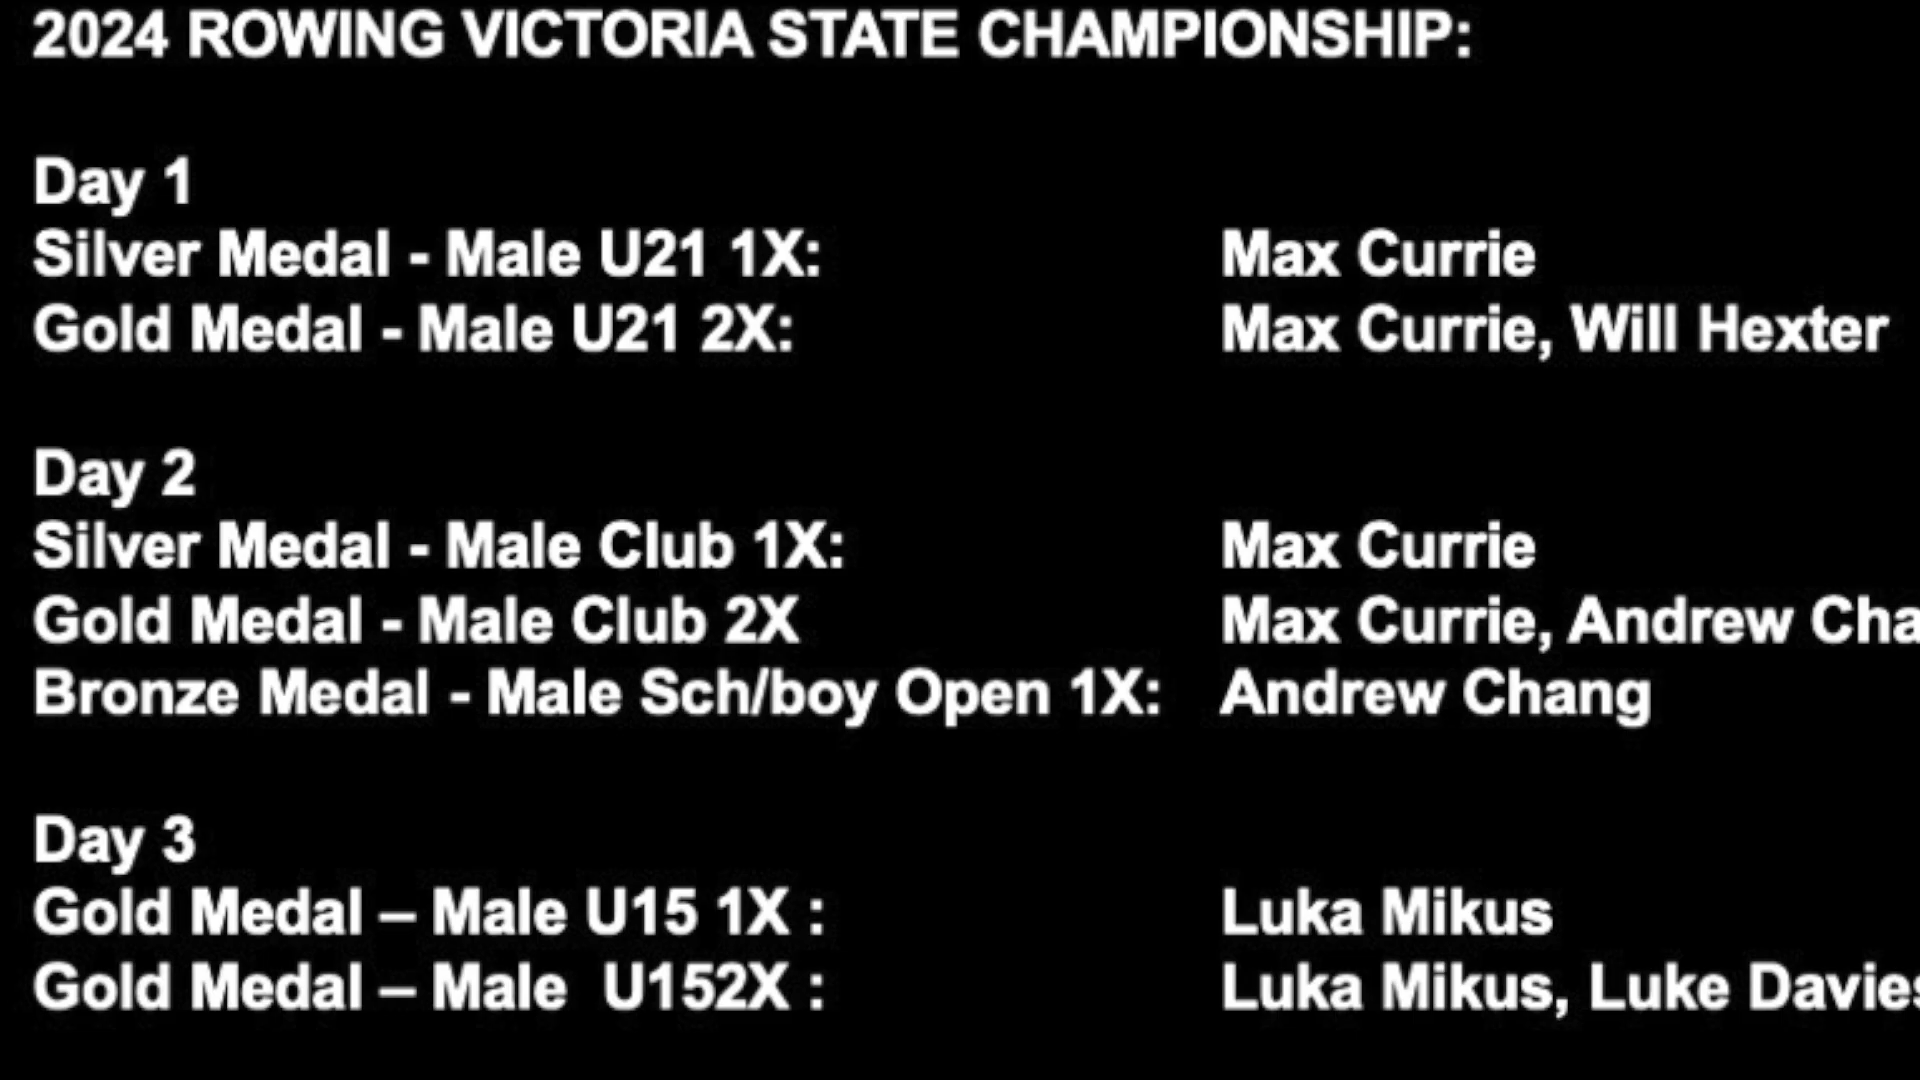 2024 ROWING VICTORIA STATE CHAMPIONSHIP:
Day 1
Silver Medal - Male U21 1X: Max Currie
Gold Medal - Male U21 2X: Max Currie, Will Hexter
Day 2
Silver Medal - Male Club 1X: Max Currie
Gold Medal - Male Club 2X Max Currie, Andrew
Bronze Medal - Male Sch/boy Open 1X: Andrew Chang
Day 3
Gold Medal – Male U15 1X : Luka Mikus
Gold Medal – Male U152X : Luka Mikus, Luke Davies